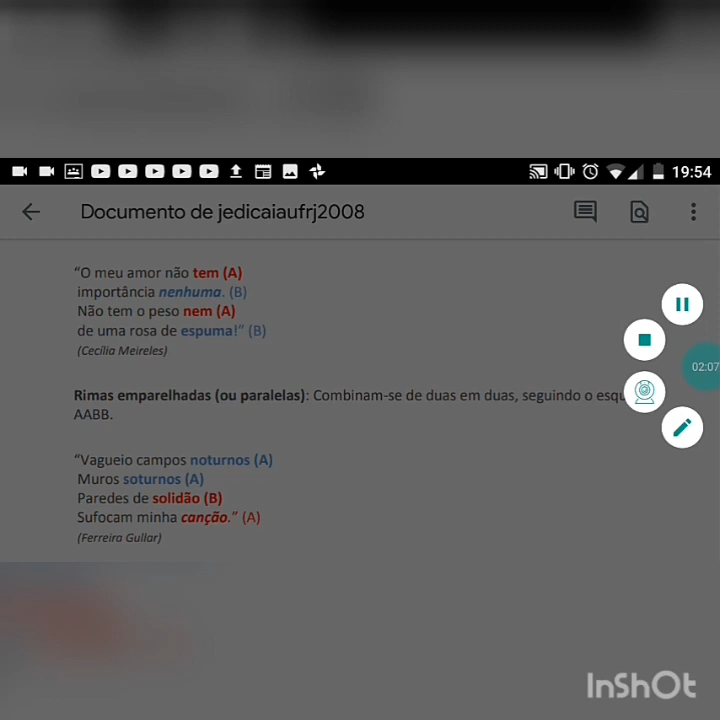 19:54
Documento de jedicaiaufrj2008
“O meu amor não tem (A)
importância nenhuma. (B)
Não tem o peso nem (A)
de uma rosa de espuma!” (B)
(Cecília Meireles)
Rimas emparelhadas (ou paralelas): Combinam-se de duas em duas, seguindo o
AABB.
02:07
“Vagueio campos noturnos (A)
Muros soturnos (A)
Paredes de solidão (B)
Sufocam minha canção.” (A)
(Ferreira Gullar)
InShOt